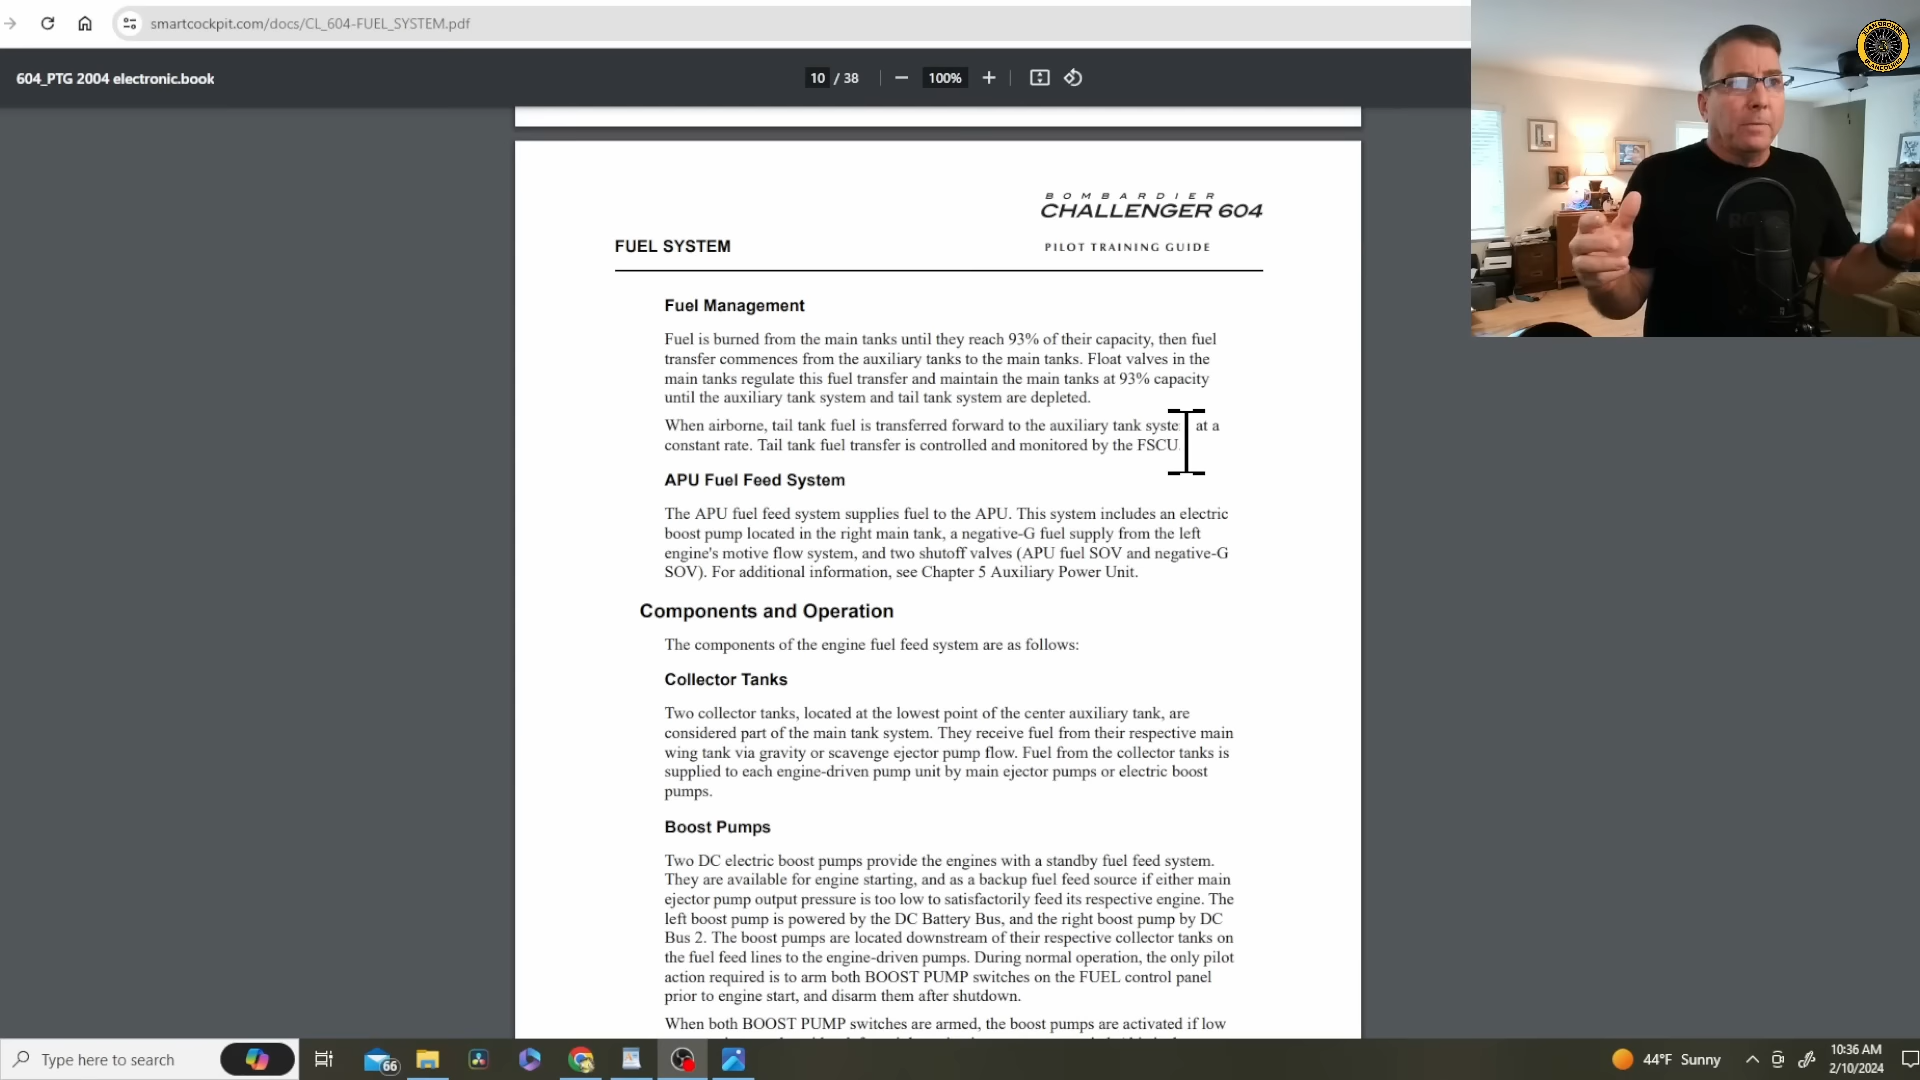 smartcockpit.com/docs/CL_604-FUEL_SYSTEM.pdf
604_PTG 2004 electronic.book
10 / 38
100%
BOMBARDIER
CHALLENGER 604
FUEL SYSTEM
PILOT TRAINING GUIDE
Fuel Management
Fuel is burned from the main tanks until they reach 93% of their capacity, then fuel
transfer commences from the auxiliary tanks to the main tanks. Float valves in the
main tanks regulate this fuel transfer and maintain the main tanks at 93% capacity
until the auxiliary tank system and tail tank system are depleted.
When airborne, tail tank fuel is transferred forward to the auxiliary tank syste at a
constant rate. Tail tank fuel transfer is controlled and monitored by the FSCU
APU Fuel Feed System
The APU fuel feed system supplies fuel to the APU. This system includes an electric
boost pump located in the right main tank, a negative-G fuel supply from the left
engine's motive flow system, and two shutoff valves (APU fuel SOV and negative-G
SOV). For additional information, see Chapter 5 Auxiliary Power Unit.
Components and Operation
The components of the engine fuel feed system are as follows:
Collector Tanks
Two collector tanks, located at the lowest point of the center auxiliary tank, are
considered part of the main tank system. They receive fuel from their respective main
wing tank via gravity or scavenge ejector pump flow. Fuel from the collector tanks is
supplied to each engine-driven pump unit by main ejector pumps or electric boost
pumps.
Boost Pumps
Two DC electric boost pumps provide the engines with a standby fuel feed system.
They are available for engine starting, and as a backup fuel feed source if either main
ejector pump output pressure is too low to satisfactorily feed its respective engine. The
left boost pump is powered by the DC Battery Bus, and the right boost pump by DC
Bus 2. The boost pumps are located downstream of their respective collector tanks on
the fuel feed lines to the engine-driven pumps. During normal operation, the only pilot
action required is to arm both BOOST PUMP switches on the FUEL control panel
prior to engine start, and disarm them after shutdown.
When both BOOST PUMP switches are armed, the boost pumps are activated if low
Type here to search
66
44°F Sunny
10:36 AM
2/10/2024